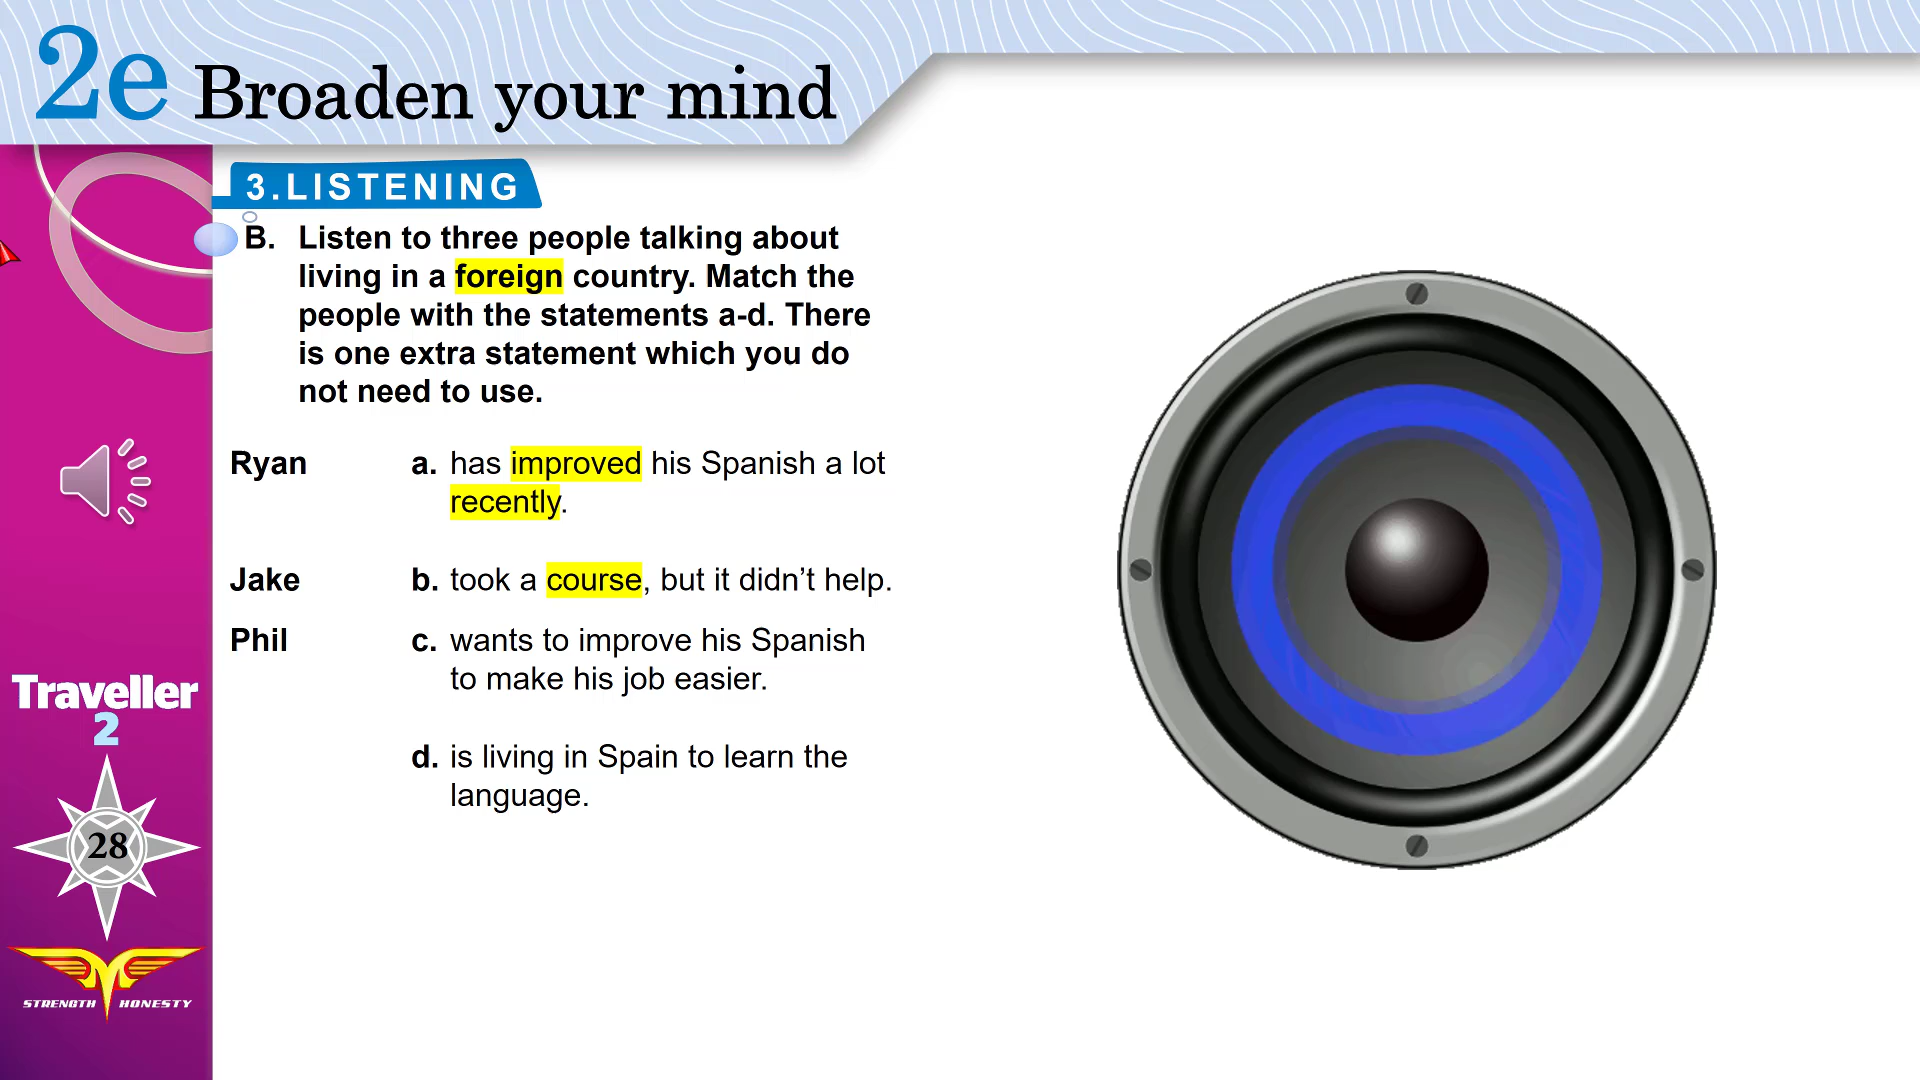 2e Broaden your mind
3.LISTENING
B. Listen to three people talking about
living in a foreign country. Match the
people with the statements a-d. There
is one extra statement which you do
not need to use.
Ryan a. has improved his Spanish a lot
recently.
Jake b. took a course, but it didn’t help.
Phil c. wants to improve his Spanish
to make his job easier.
d. is living in Spain to learn the
language.
Traveller
2
28
STRENGTH HONESTY